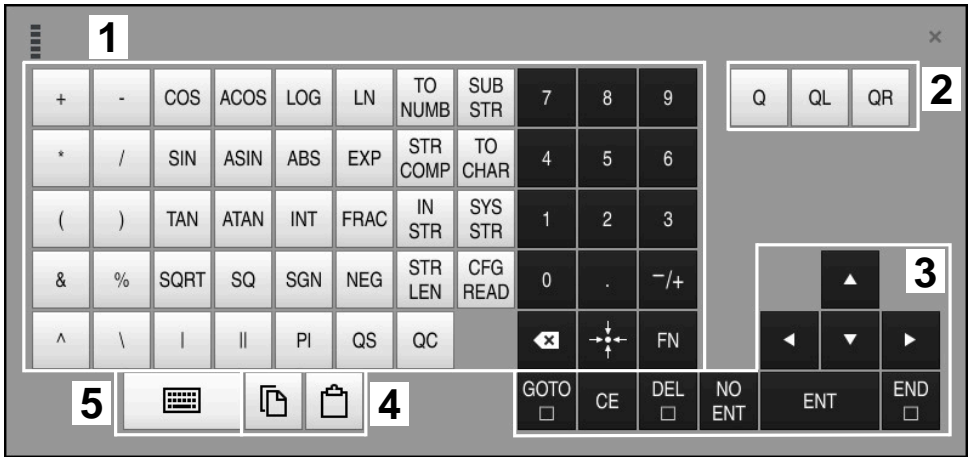 1
×
+ - COS ACOS LOG LN TO NUMB SUB STR 7 8 9 Q QL QR 2
* / SIN ASIN ABS EXP STR COMP TO CHAR 4 5 6
( ) TAN ATAN INT FRAC IN STR SYS STR 1 2 3
& % SQRT SQ SGN NEG STR LEN CFG READ 0 . −/+ 3
^ \ | || PI QS QC FN
5 4 GOTO CE DEL NO ENT ENT END